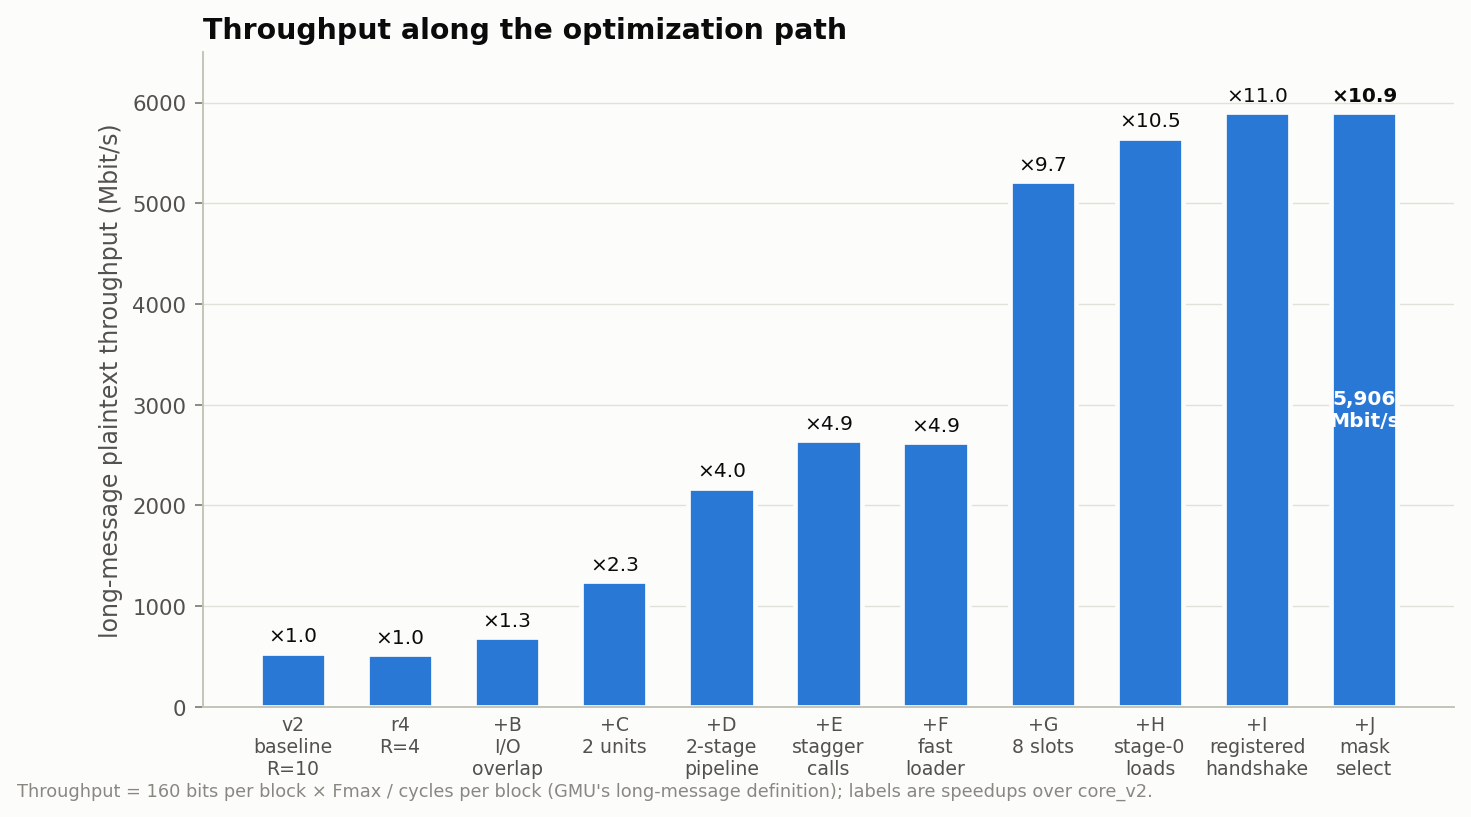 Throughput along the optimization path
long-message plaintext throughput (Mbit/s)
6000
5000
4000
3000
2000
1000
0
×1.0
×1.0
×1.3
×2.3
×4.0
×4.9
×4.9
×9.7
×10.5
×11.0
×10.9
5,906
Mbit/s
v2
baseline
R=10
r4
R=4
+B
I/O
overlap
+C
2 units
+D
2-stage
pipeline
+E
stagger
calls
+F
fast
loader
+G
8 slots
+H
stage-0
loads
+I
registered
handshake
+J
mask
select
Throughput = 160 bits per block × Fmax / cycles per block (GMU's long-message definition); labels are speedups over core_v2.